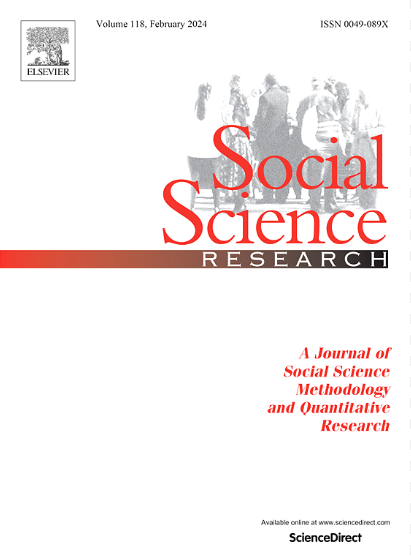 Volume 118, February 2024
ISSN 0049-089X
ELSEVIER
Social
Science
RESEARCH
A Journal of
Social Science
Methodology
and Quantitative
Research
Available online at www.sciencedirect.com
ScienceDirect